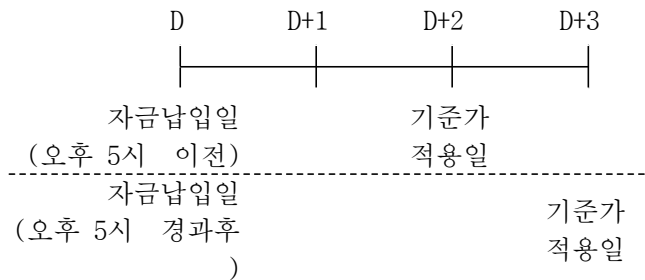 D D+1 D+2 D+3
자금납입일 기준가
(오후 5시 이전) 적용일
자금납입일
기준가
(오후 5시 경과후
적용일
)